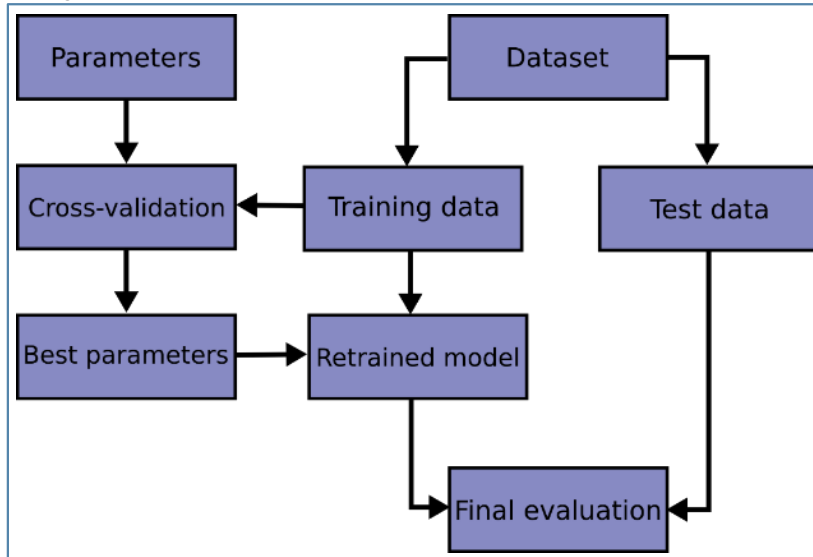 Parameters
Dataset
Cross-validation
Training data
Test data
Best parameters
Retrained model
Final evaluation